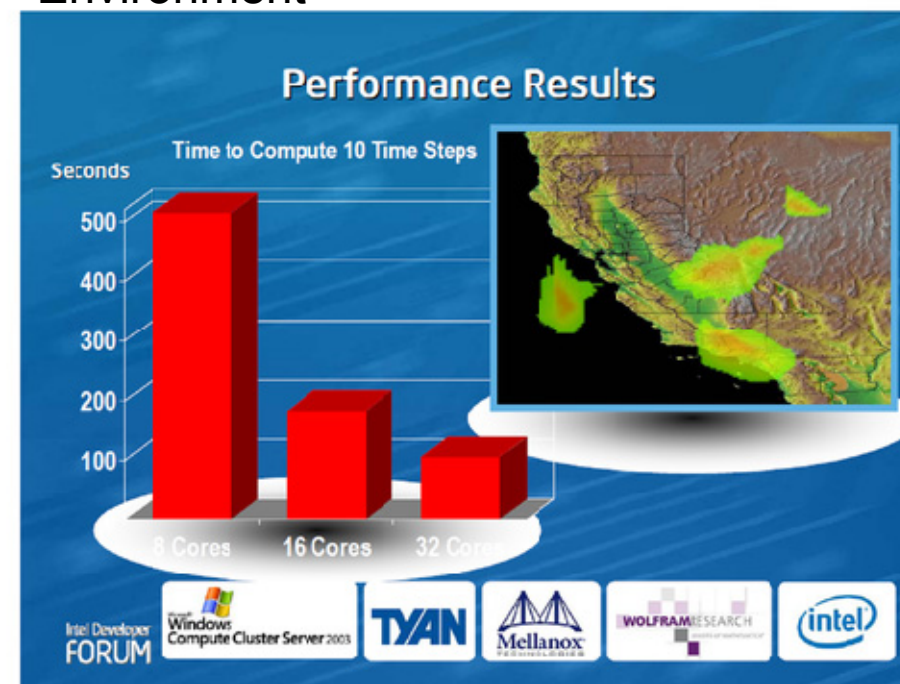 Environment
Performance Results
Time to Compute 10 Time Steps
Seconds
500
400
300
200
100
8 Cores
16 Cores
32 Cores
Intel Developer
FORUM
Microsoft
Windows
Compute Cluster Server 2003
TYAN
Mellanox
TECHNOLOGIES
WOLFRAMRESEARCH
intel